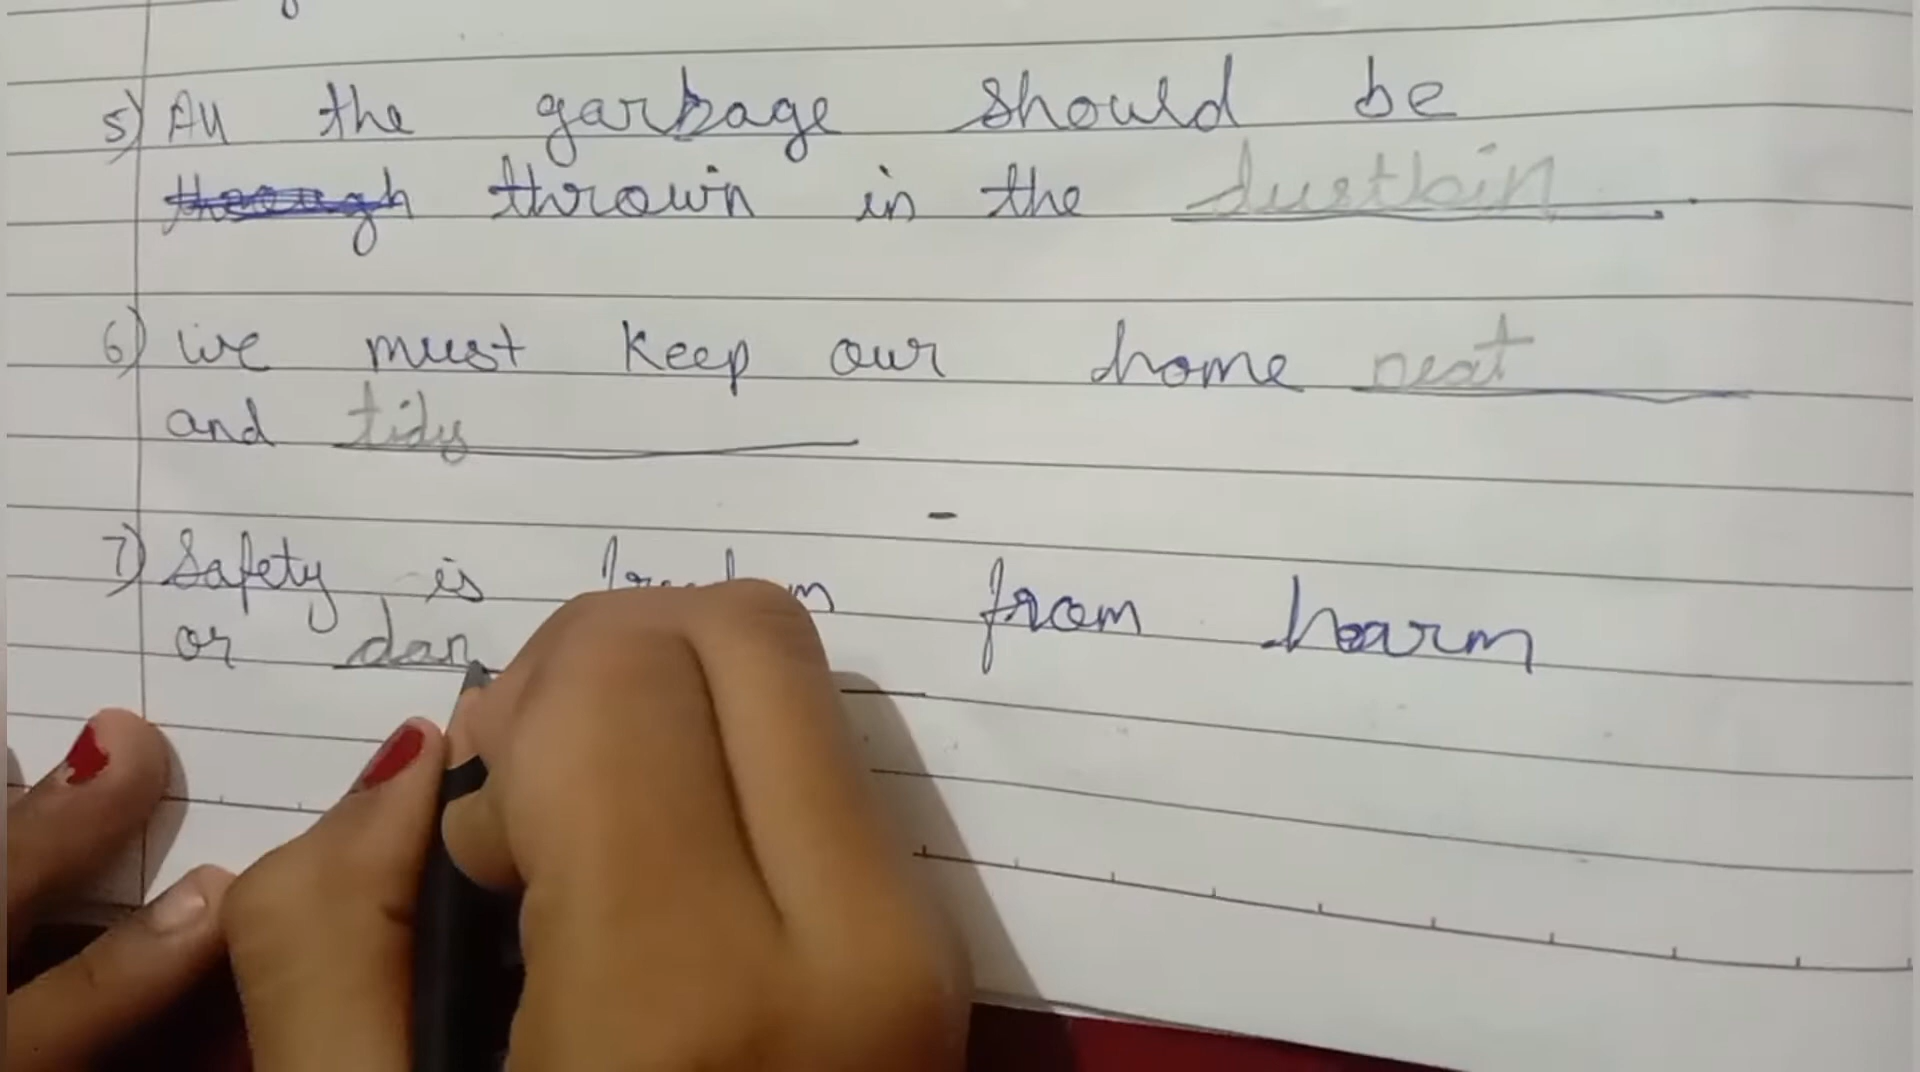 5) All the garbage should be
though thrown in the dustbin.
6) We must keep our home neat
and tidy
7) Safety is from harm
or dan